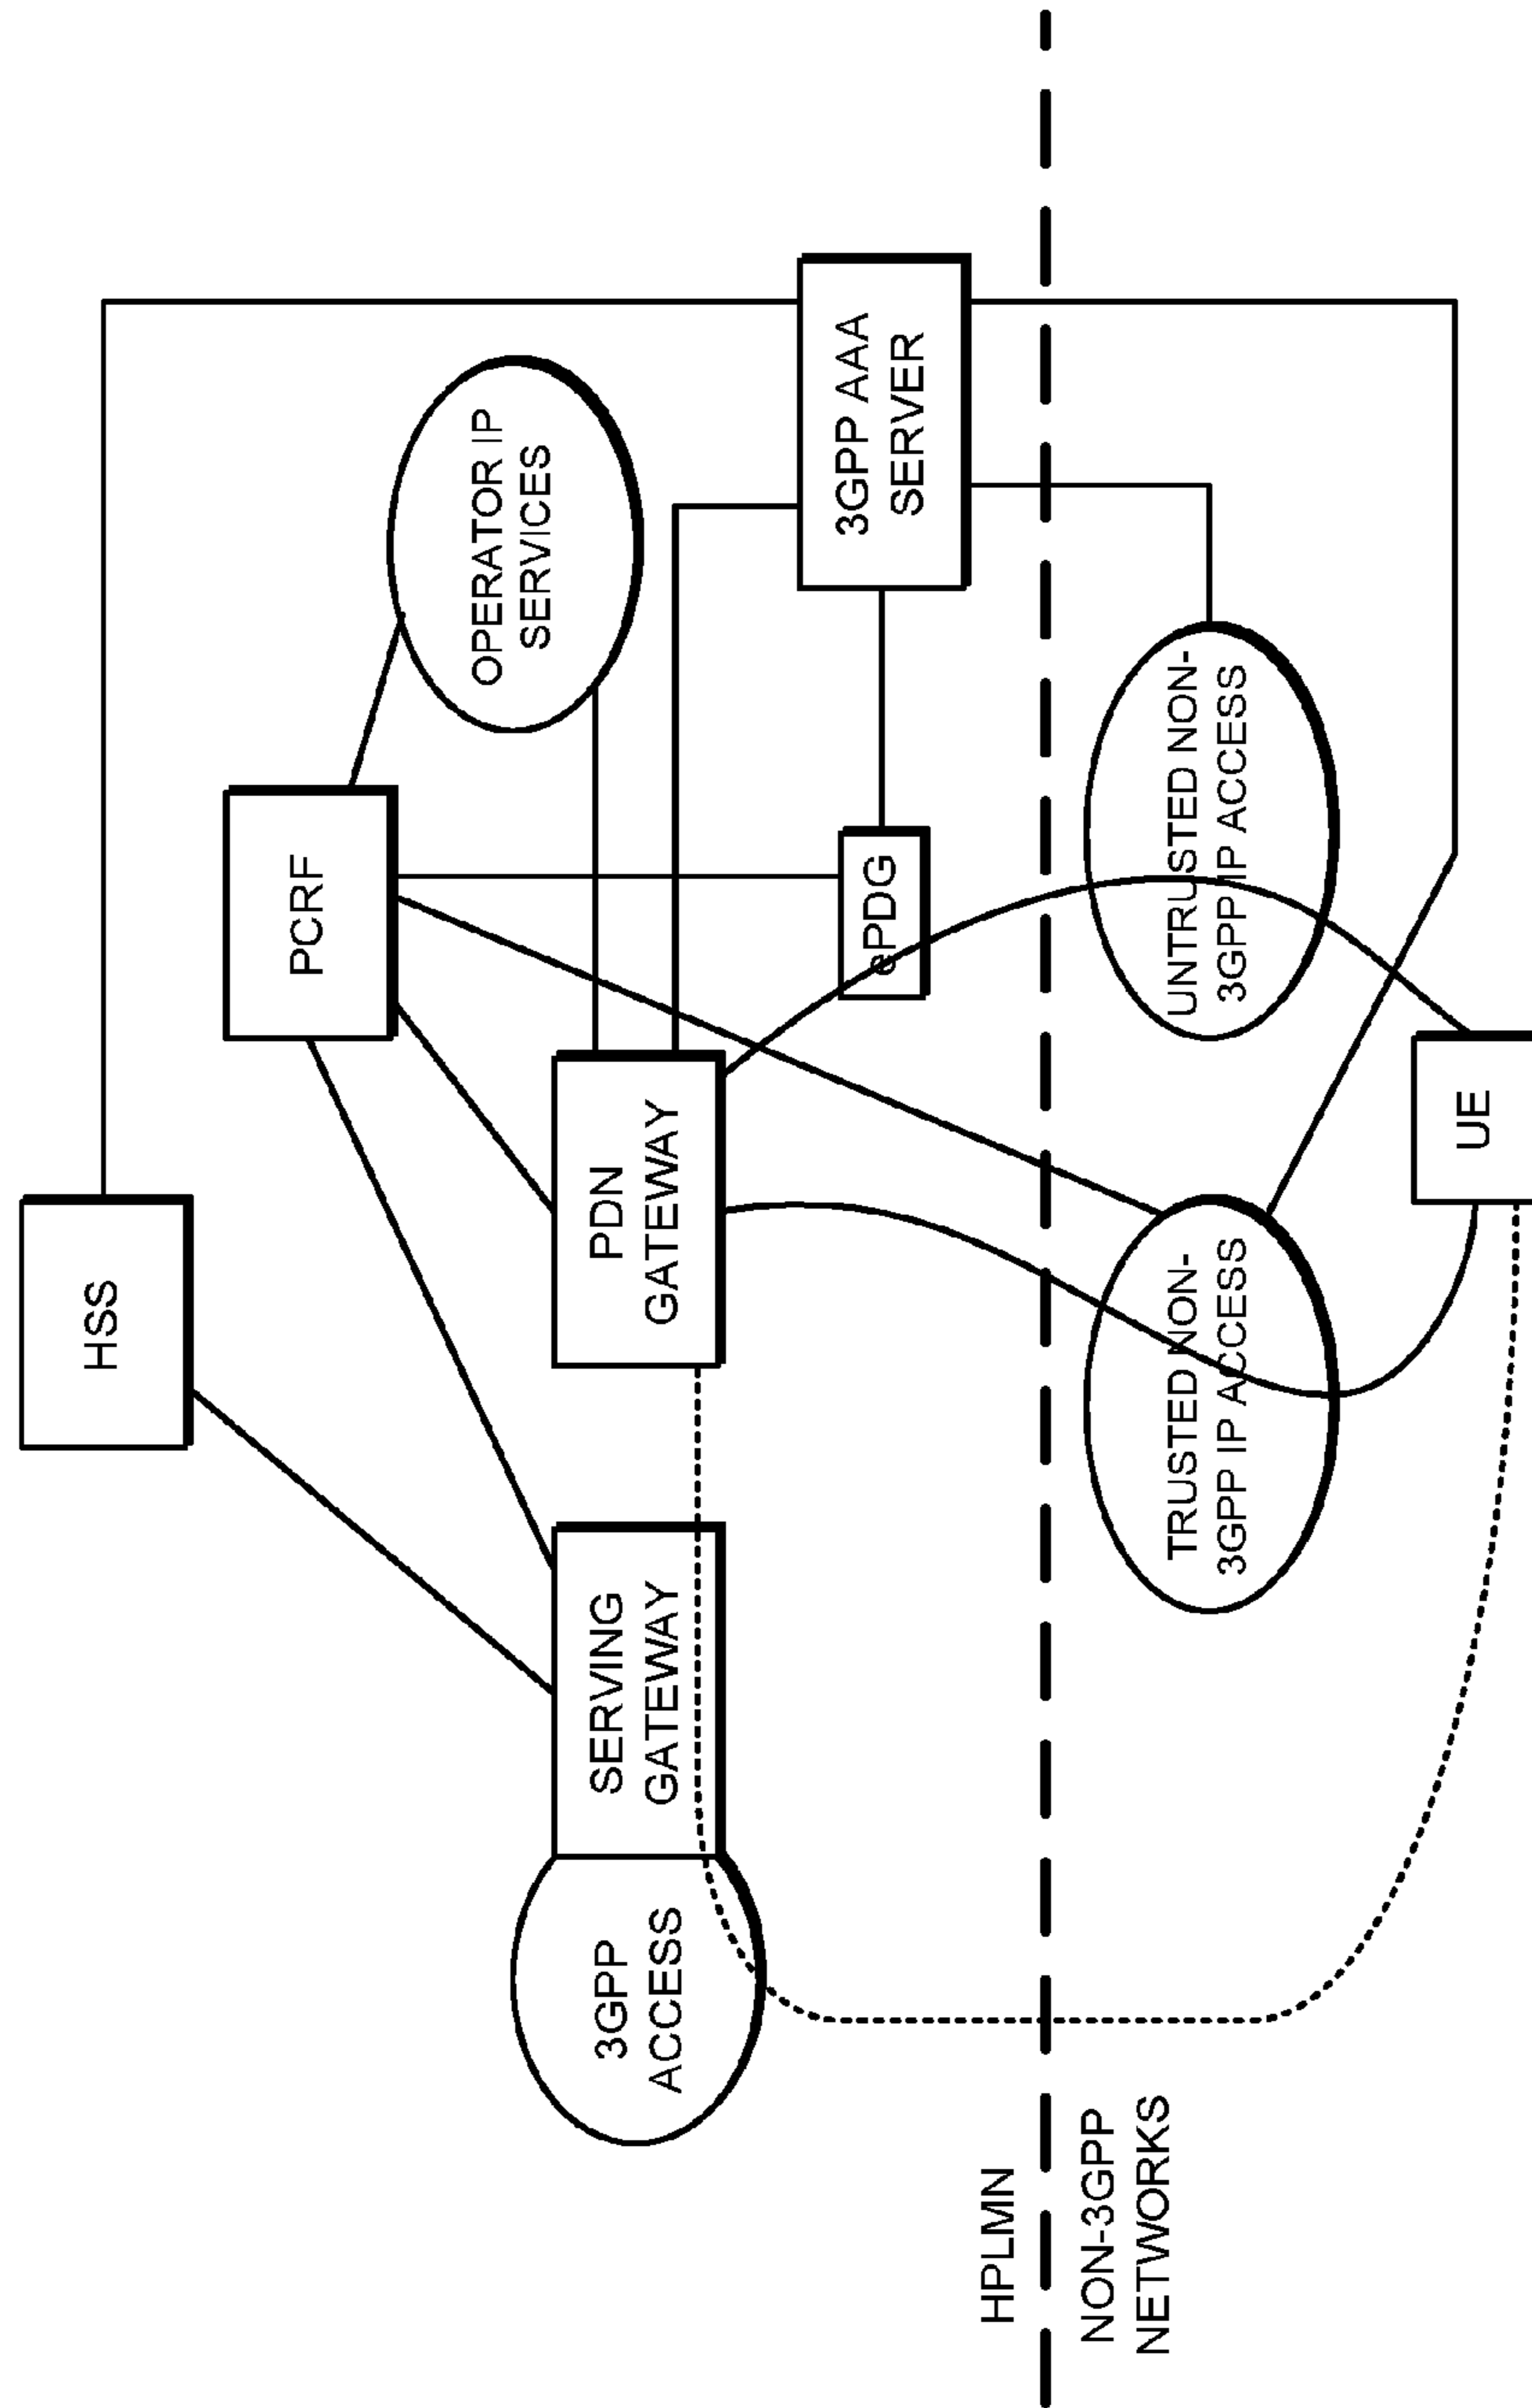 HSS
PCRF
OPERATOR IP
SERVICES
3GPP
ACCESS
SERVING
GATEWAY
PDN
GATEWAY
ePDG
3GPP AAA
SERVER
HPLMN
NON-3GPP
NETWORKS
TRUSTED NON-
3GPP IP ACCESS
UNTRUSTED NON-
3GPP IP ACCESS
UE